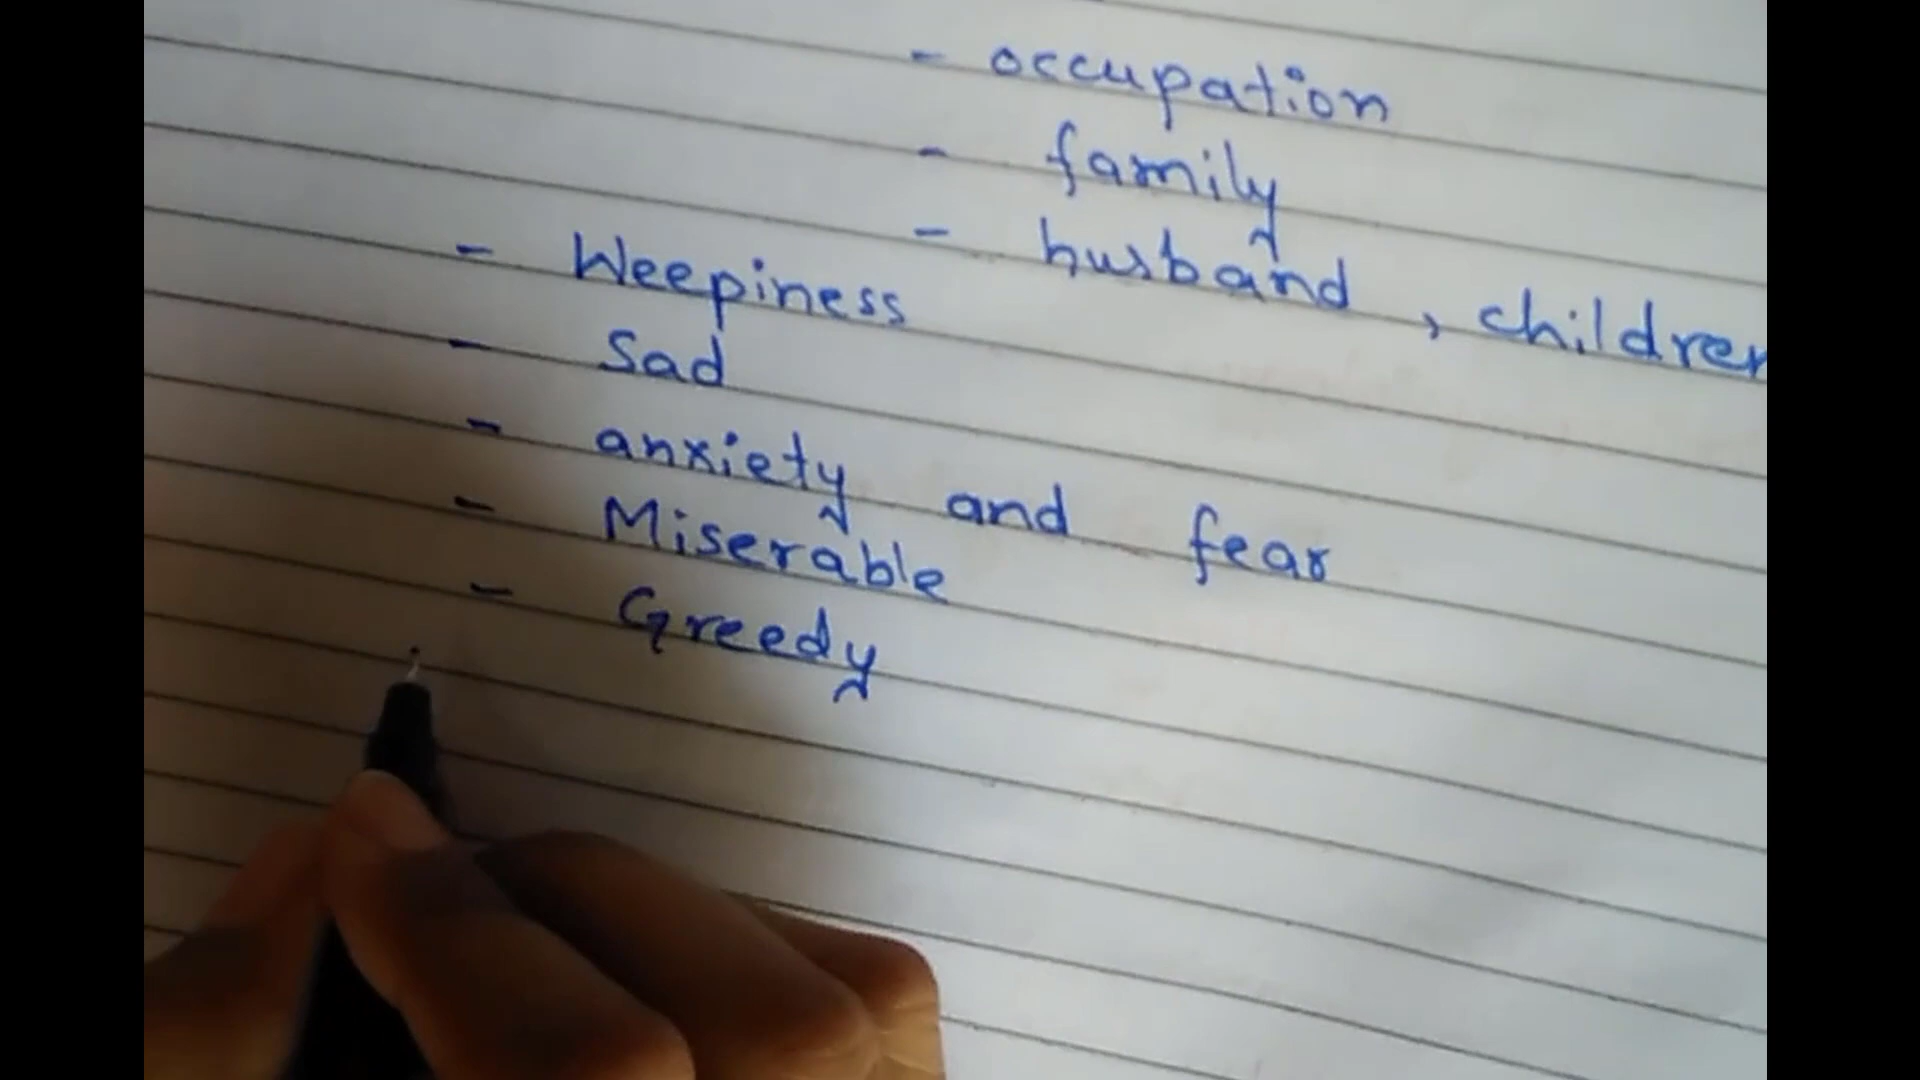 - occupation
- family
- husband, children
- Weepiness
- Sad
- anxiety and fear
- Miserable
- Greedy